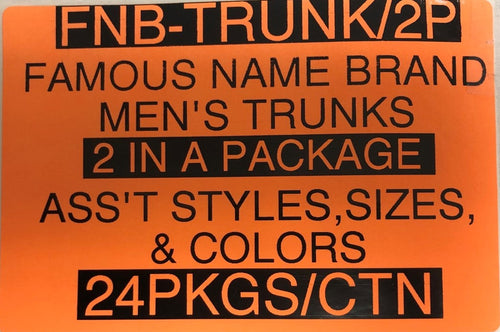 FNB-TRUNK/2P
FAMOUS NAME BRAND
MEN'S TRUNKS
2 IN A PACKAGE
ASS'T STYLES,SIZES,
& COLORS
24PKGS/CTN